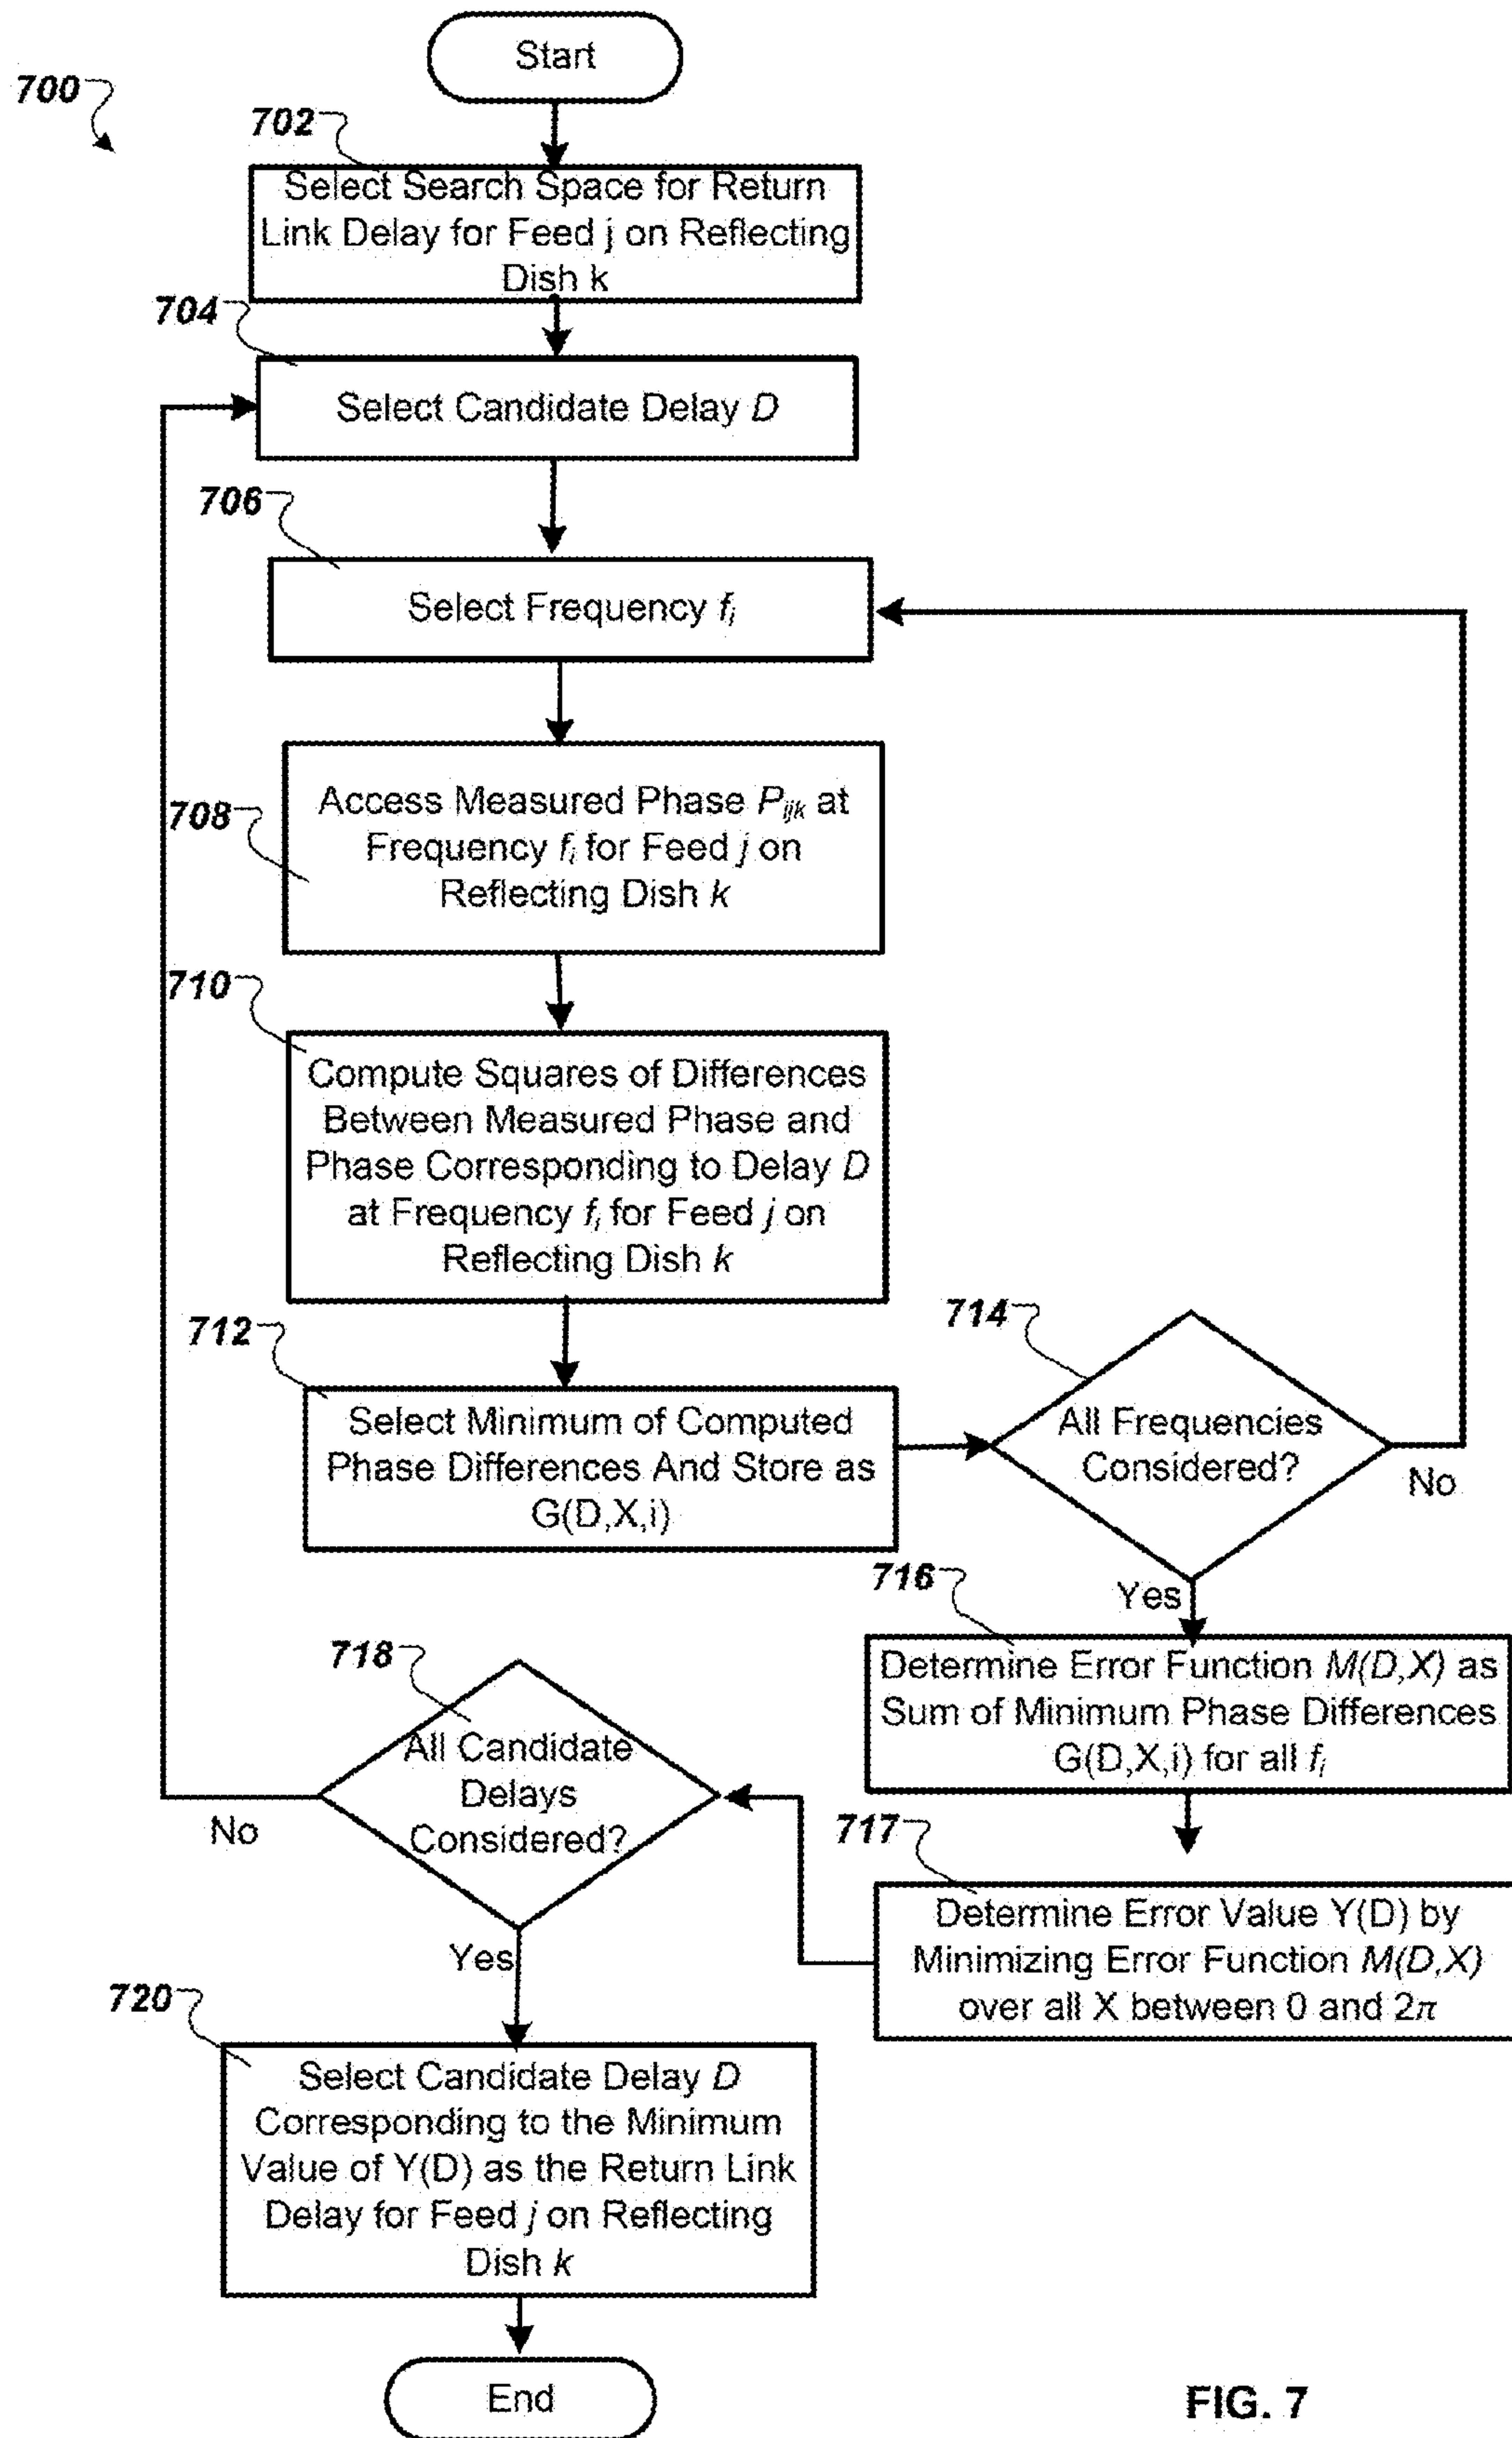 Start
700
702
Select Search Space for Return
Link Delay for Feed j on Reflecting
Dish k
704
Select Candidate Delay D
706
Select Frequency fi
708
Access Measured Phase Pijk at
Frequency fi for Feed j on
Reflecting Dish k
710
Compute Squares of Differences
Between Measured Phase and
Phase Corresponding to Delay D
at Frequency fi for Feed j on
Reflecting Dish k
712
Select Minimum of Computed
Phase Differences And Store as
G(D,X,i)
714
All Frequencies
Considered?
No
Yes
716
Determine Error Function M(D,X) as
Sum of Minimum Phase Differences
G(D,X,i) for all fi
717
Determine Error Value Y(D) by
Minimizing Error Function M(D,X)
over all X between 0 and 2π
718
All Candidate
Delays
Considered?
No
Yes
720
Select Candidate Delay D
Corresponding to the Minimum
Value of Y(D) as the Return Link
Delay for Feed j on Reflecting
Dish k
End
FIG. 7